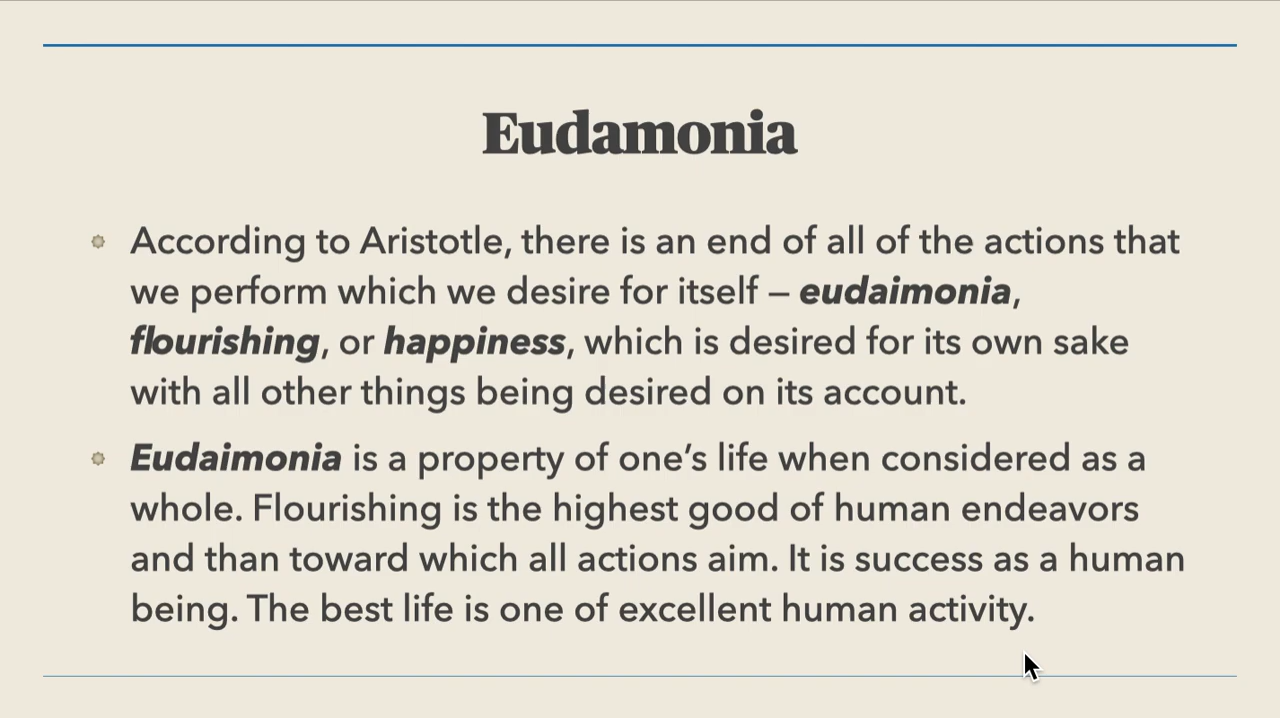 Eudamonia
According to Aristotle, there is an end of all of the actions that
we perform which we desire for itself – eudaimonia,
flourishing, or happiness, which is desired for its own sake
with all other things being desired on its account.
Eudaimonia is a property of one’s life when considered as a
whole. Flourishing is the highest good of human endeavors
and than toward which all actions aim. It is success as a human
being. The best life is one of excellent human activity.